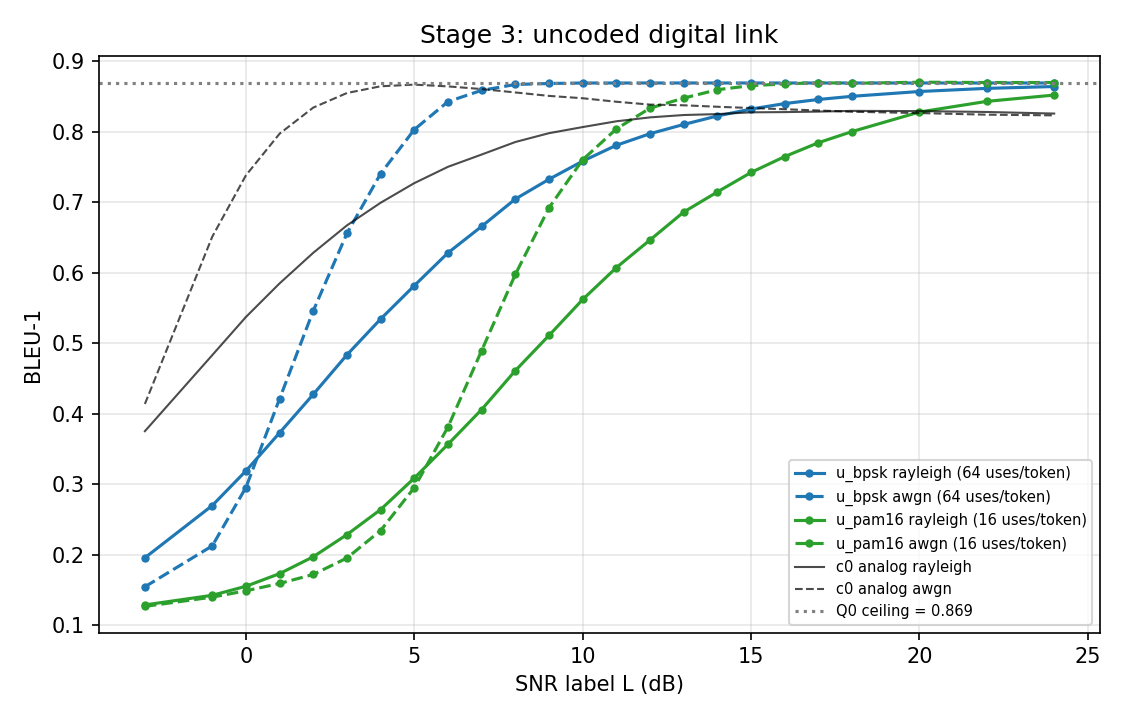 Stage 3: uncoded digital link
BLEU-1
0.9
0.8
0.7
0.6
0.5
0.4
0.3
0.2
0.1
u_bpsk rayleigh (64 uses/token)
u_bpsk awgn (64 uses/token)
u_pam16 rayleigh (16 uses/token)
u_pam16 awgn (16 uses/token)
c0 analog rayleigh
c0 analog awgn
Q0 ceiling = 0.869
0 5 10 15 20 25
SNR label L (dB)